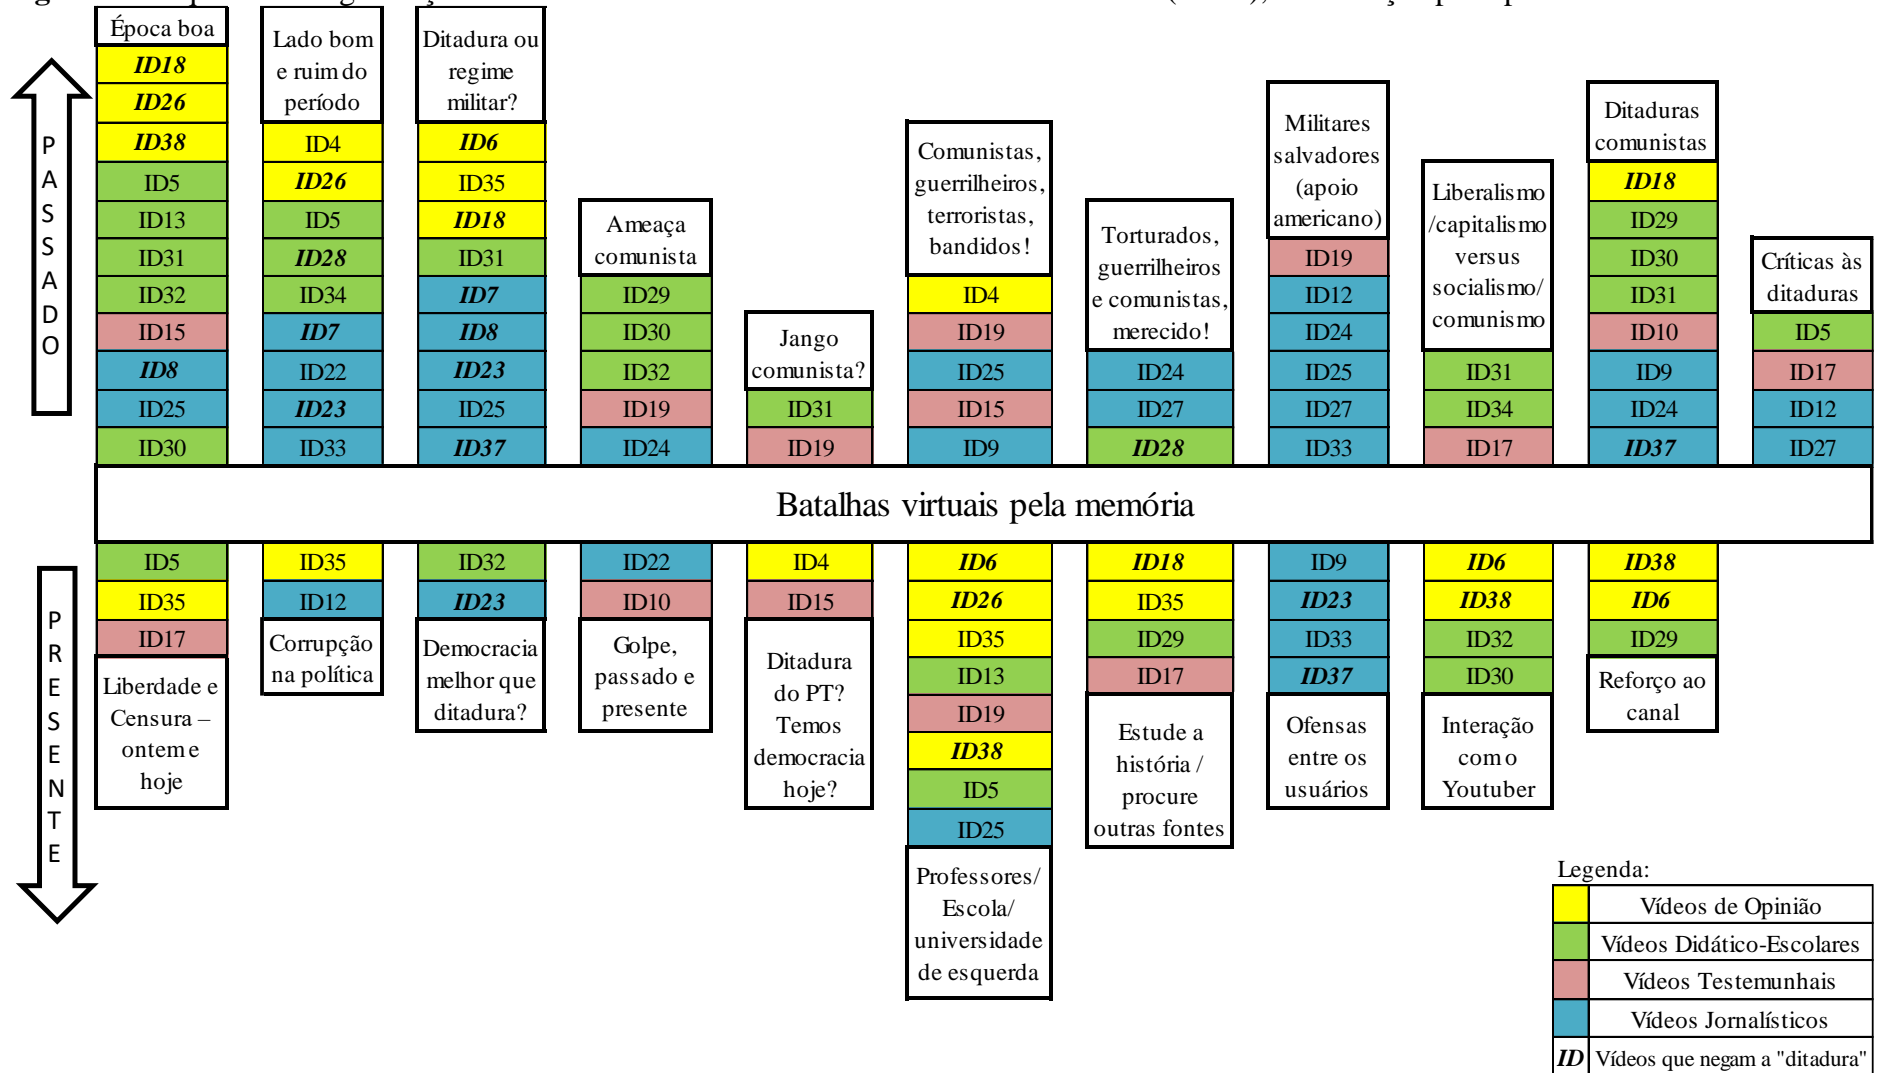 Época boa
ID18
ID26
ID38
ID5
ID13
ID31
ID32
ID15
ID8
ID25
ID30
Lado bom
e ruim do
período
ID4
ID26
ID5
ID28
ID34
ID7
ID22
ID23
ID33
Ditadura ou
regime
militar?
ID6
ID35
ID18
ID31
ID7
ID8
ID23
ID25
ID37
Ameaça
comunista
ID29
ID30
ID32
ID19
ID24
Jango
comunista?
ID31
ID19
Comunistas,
guerrilheiros,
terroristas,
bandidos!
ID4
ID19
ID25
ID15
ID9
Torturados,
guerrilheiros
e comunistas,
merecido!
ID24
ID27
ID28
Militares
salvadores
(apoio
americano)
ID19
ID12
ID24
ID25
ID27
ID33
Liberalismo
/capitalismo
versus
socialismo/
comunismo
ID31
ID34
ID17
Ditaduras
comunistas
ID18
ID29
ID30
ID31
ID10
ID9
ID24
ID37
Críticas às
ditaduras
ID5
ID17
ID12
ID27
PASSADO
Batalhas virtuais pela memória
PRESENTE
ID5
ID35
ID17
Liberdade e
Censura –
ontem e
hoje
ID35
ID12
Corrupção
na política
ID32
ID23
Democracia
melhor que
ditadura?
ID22
ID10
Golpe,
passado e
presente
ID4
ID15
Ditadura
do PT?
Temos
democracia
hoje?
ID6
ID26
ID35
ID13
ID19
ID38
ID5
ID25
Professores/
Escola/
universidade
de esquerda
ID18
ID35
ID29
ID17
Estude a
história /
procure
outras fontes
ID9
ID23
ID33
ID37
Ofensas
entre os
usuários
ID6
ID38
ID32
ID30
Interação
com o
Youtuber
ID38
ID6
ID29
Reforço ao
canal
Legenda:
Vídeos de Opinião
Vídeos Didático-Escolares
Vídeos Testemunhais
Vídeos Jornalísticos
ID Vídeos que negam a "ditadura"